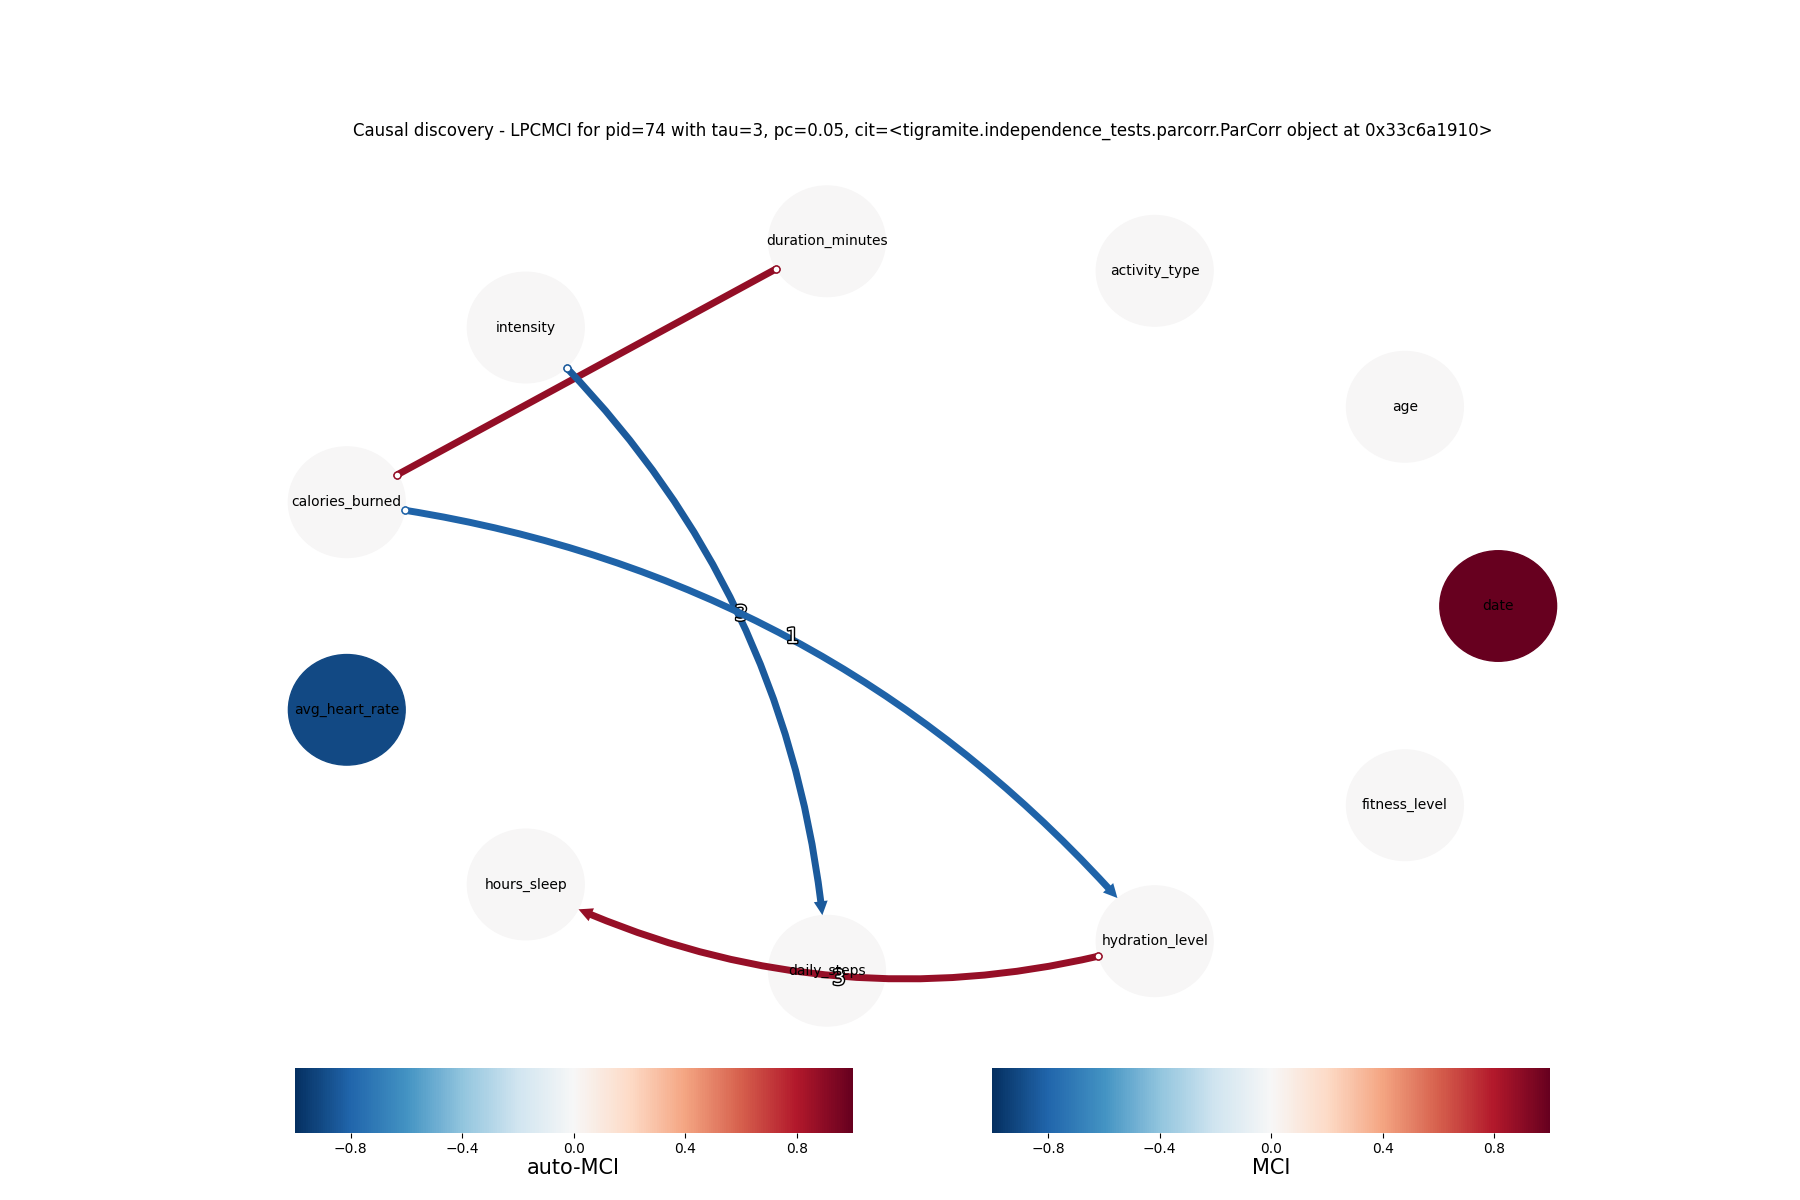 Causal discovery - LPCMCI for pid=74 with tau=3, pc=0.05, cit=<tigramite.independence_tests.parcorr.ParCorr object at 0x33c6a1910>
duration_minutes
activity_type
intensity
age
calories_burned
date
1
avg_heart_rate
fitness_level
hours_sleep
hydration_level
daily_steps
3
−0.8 −0.4 0.0 0.4 0.8
auto-MCI
−0.8 −0.4 0.0 0.4 0.8
MCI